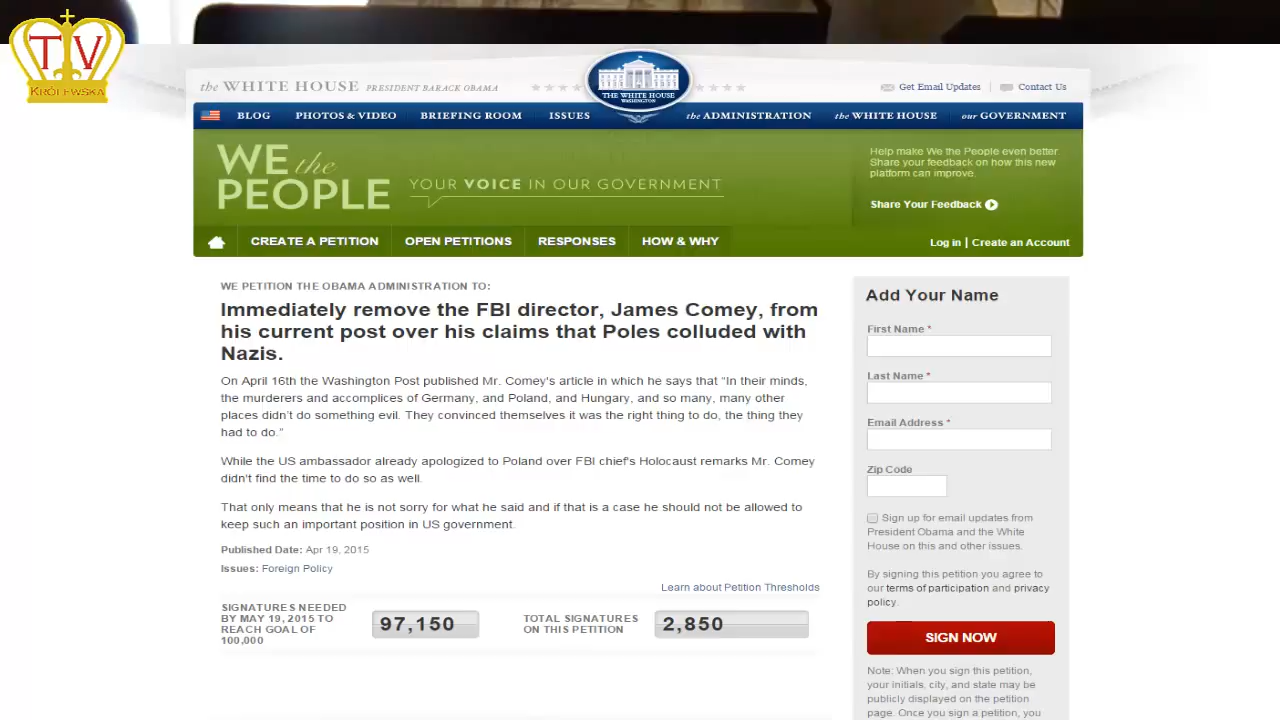 TV
KRÓLEWSKA
the WHITE HOUSE PRESIDENT BARACK OBAMA
THE WHITE HOUSE
WASHINGTON
Get Email Updates | Contact Us
BLOG PHOTOS & VIDEO BRIEFING ROOM ISSUES the ADMINISTRATION the WHITE HOUSE our GOVERNMENT
WE the
PEOPLE
YOUR VOICE IN OUR GOVERNMENT
Help make We the People even better.
Share your feedback on how this new
platform can improve.
Share Your Feedback
CREATE A PETITION OPEN PETITIONS RESPONSES HOW & WHY
Log in | Create an Account
WE PETITION THE OBAMA ADMINISTRATION TO:
Immediately remove the FBI director, James Comey, from
his current post over his claims that Poles colluded with
Nazis.
On April 16th the Washington Post published Mr. Comey's article in which he says that "In their minds,
the murderers and accomplices of Germany, and Poland, and Hungary, and so many, many other
places didn't do something evil. They convinced themselves it was the right thing to do, the thing they
had to do."
While the US ambassador already apologized to Poland over FBI chief's Holocaust remarks Mr. Comey
didn't find the time to do so as well.
That only means that he is not sorry for what he said and if that is a case he should not be allowed to
keep such an important position in US government.
Published Date: Apr 19, 2015
Issues: Foreign Policy
Learn about Petition Thresholds
SIGNATURES NEEDED
BY MAY 19, 2015 TO
REACH GOAL OF
100,000
97,150
TOTAL SIGNATURES
ON THIS PETITION
2,850
Add Your Name
First Name *
Last Name *
Email Address *
Zip Code
Sign up for email updates from
President Obama and the White
House on this and other issues.
By signing this petition you agree to
our terms of participation and privacy
policy.
SIGN NOW
Note: When you sign this petition,
your initials, city, and state may be
publicly displayed on the petition
page. Once you sign a petition, you